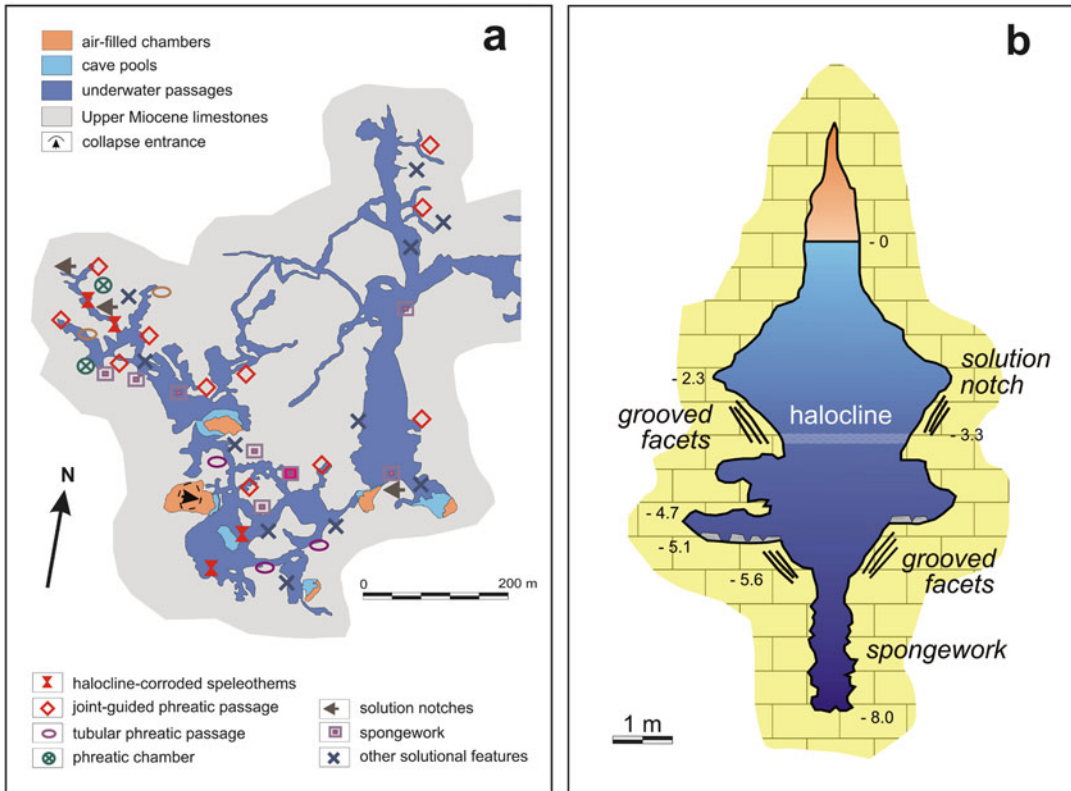 a
air-filled chambers
cave pools
underwater passages
Upper Miocene limestones
collapse entrance
N
0 200 m
halocline-corroded speleothems
joint-guided phreatic passage
tubular phreatic passage
phreatic chamber
solution notches
spongework
other solutional features
b
- 0
- 2.3
solution
notch
grooved
facets
halocline
- 3.3
- 4.7
- 5.1
- 5.6
grooved
facets
spongework
1 m
- 8.0